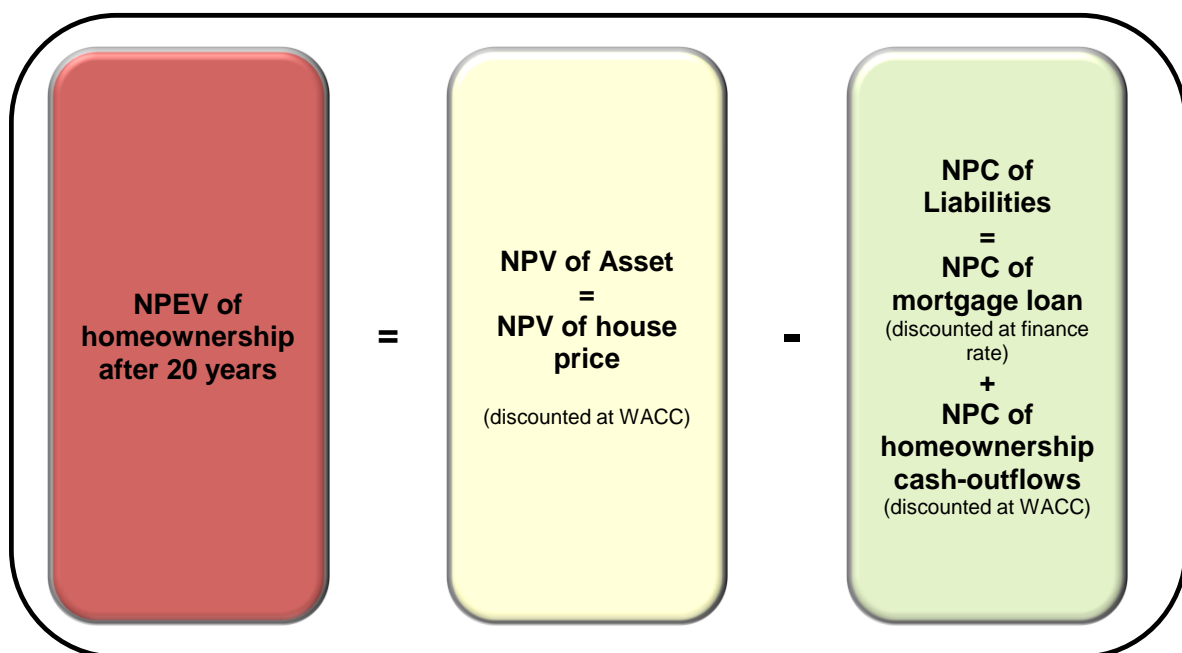 NPEV of
homeownership
after 20 years
=
NPV of Asset
=
NPV of house
price
(discounted at WACC)
-
NPC of
Liabilities
=
NPC of
mortgage loan
(discounted at finance
rate)
+
NPC of
homeownership
cash-outflows
(discounted at WACC)